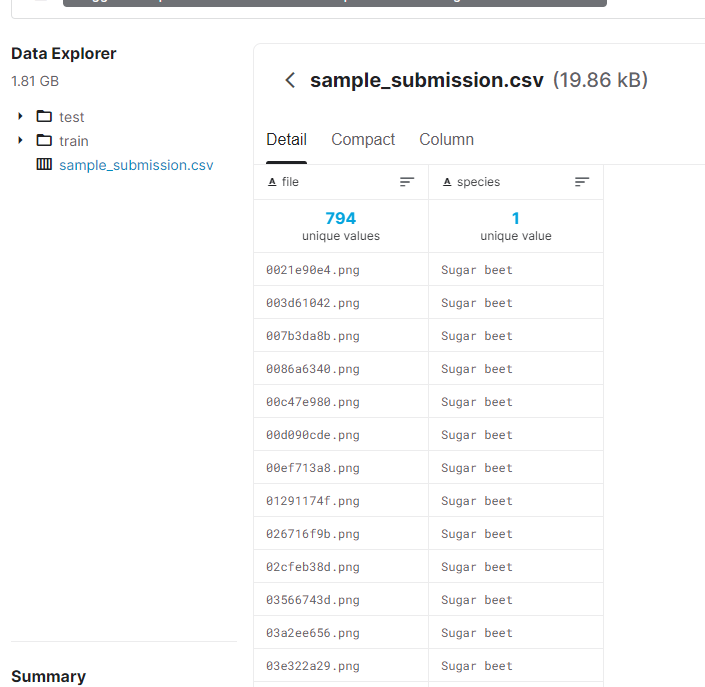 Data Explorer
1.81 GB
test
train
sample_submission.csv
Summary
sample_submission.csv (19.86 kB)
Detail Compact Column
file species
794 1
unique values unique value
0021e90e4.png Sugar beet
003d61042.png Sugar beet
007b3da8b.png Sugar beet
0086a6340.png Sugar beet
00c47e980.png Sugar beet
00d090cde.png Sugar beet
00ef713a8.png Sugar beet
01291174f.png Sugar beet
026716f9b.png Sugar beet
02cfeb38d.png Sugar beet
03566743d.png Sugar beet
03a2ee656.png Sugar beet
03e322a29.png Sugar beet